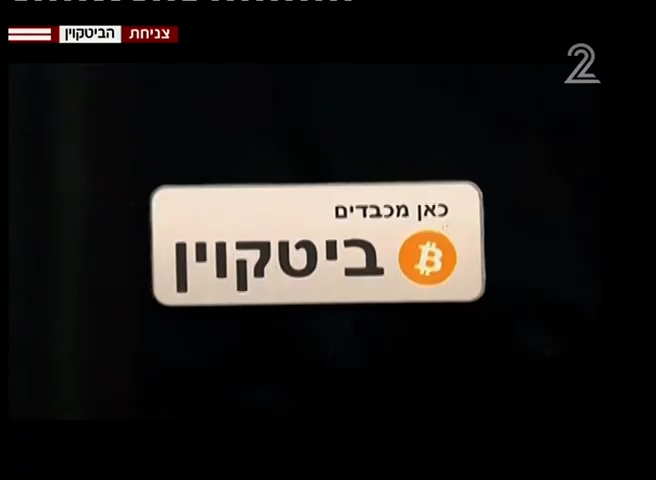 צניחת הביטקוין
2
כאן מכבדים
ביטקוין